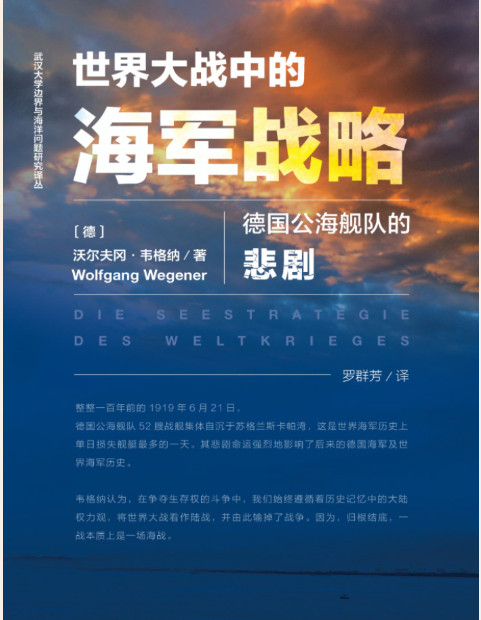 武汉大学边界与海洋问题研究译丛
世界大战中的
海军战略
［德］
沃尔夫冈·韦格纳/著
Wolfgang Wegener
德国公海舰队的
悲剧
DIE SEESTRATEGIE
DES WELTKRIEGES
罗群芳/译
整整一百年前的1919年6月21日，
德国公海舰队52艘战舰集体自沉于苏格兰斯卡帕湾，这是世界海军历史上
单日损失舰艇最多的一天。其悲剧命运强烈地影响了后来的德国海军及世
界海军历史。
韦格纳认为，在争夺生存权的斗争中，我们始终遵循着历史记忆中的大陆
权力观，将世界大战看作陆战，并由此输掉了战争。因为，归根结底，一
战本质上是一场海战。